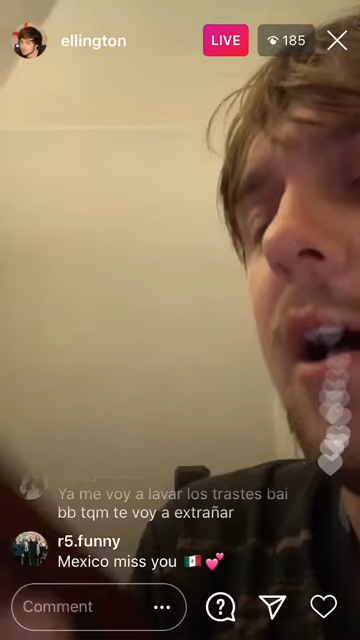 ellington
LIVE
185
Ya me voy a lavar los trastes bai
bb tqm te voy a extrañar
r5.funny
Mexico miss you 🇲🇽 💕
Comment